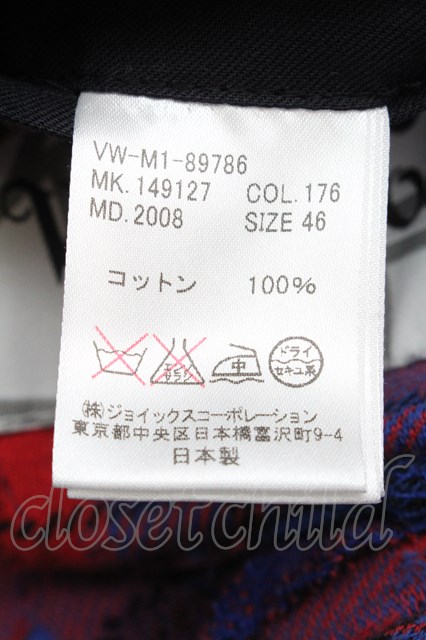 VW-M1-89786
MK.149127 COL.176
MD.2008 SIZE 46
コットン 100%
エンソ
サラシ
中
ドライ
セキユ系
(株)ジョイックスコーポレーション
東京都中央区日本橋富沢町9-4
日本製
closet child